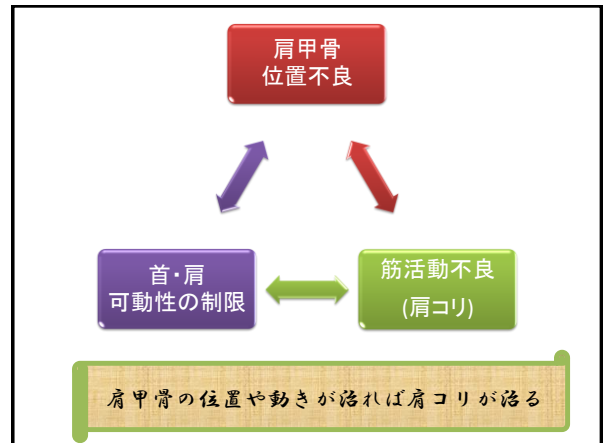 肩甲骨
位置不良
首・肩
可動性の制限
筋活動不良
(肩コリ)
肩甲骨の位置や動きが治れば肩コリが治る